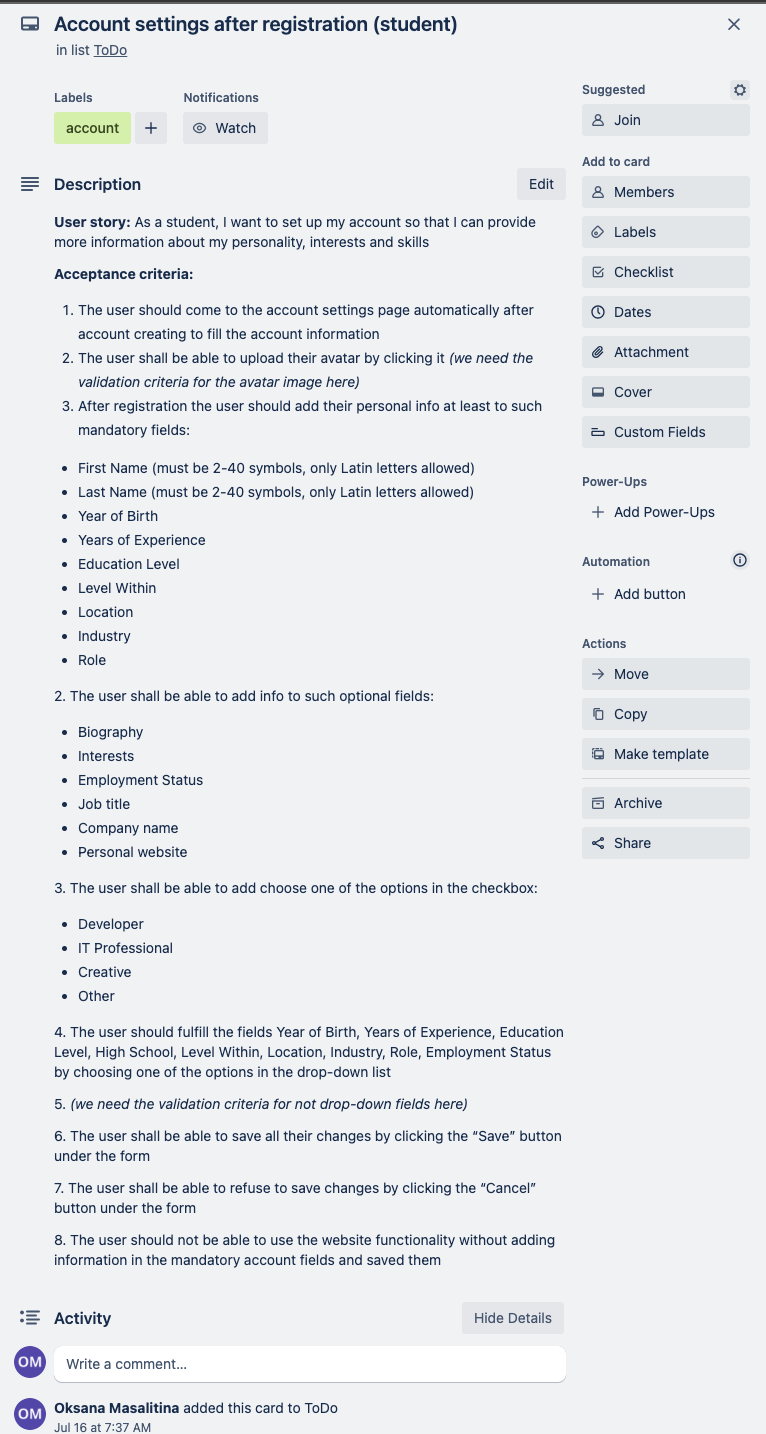 Account settings after registration (student)
in list ToDo
Labels
Notifications
account
Watch
Description
Edit
User story: As a student, I want to set up my account so that I can provide
more information about my personality, interests and skills
Acceptance criteria:
1. The user should come to the account settings page automatically after
account creating to fill the account information
2. The user shall be able to upload their avatar by clicking it (we need the
validation criteria for the avatar image here)
3. After registration the user should add their personal info at least to such
mandatory fields:
• First Name (must be 2-40 symbols, only Latin letters allowed)
• Last Name (must be 2-40 symbols, only Latin letters allowed)
• Year of Birth
• Years of Experience
• Education Level
• Level Within
• Location
• Industry
• Role
2. The user shall be able to add info to such optional fields:
• Biography
• Interests
• Employment Status
• Job title
• Company name
• Personal website
3. The user shall be able to add choose one of the options in the checkbox:
• Developer
• IT Professional
• Creative
• Other
4. The user should fulfill the fields Year of Birth, Years of Experience, Education
Level, High School, Level Within, Location, Industry, Role, Employment Status
by choosing one of the options in the drop-down list
5. (we need the validation criteria for not drop-down fields here)
6. The user shall be able to save all their changes by clicking the “Save” button
under the form
7. The user shall be able to refuse to save changes by clicking the “Cancel”
button under the form
8. The user should not be able to use the website functionality without adding
information in the mandatory account fields and saved them
Activity
Hide Details
OM
Write a comment...
OM
Oksana Masalitina added this card to ToDo
Jul 16 at 7:37 AM
Suggested
Join
Add to card
Members
Labels
Checklist
Dates
Attachment
Cover
Custom Fields
Power-Ups
Add Power-Ups
Automation
Add button
Actions
Move
Copy
Make template
Archive
Share